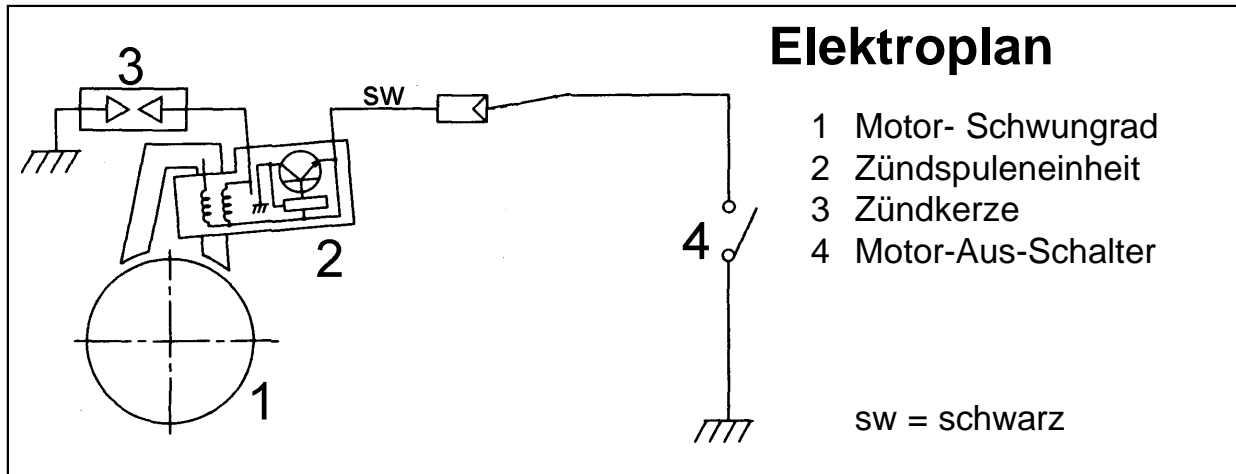 Elektroplan
3
sw
1 Motor- Schwungrad
2 Zündspuleneinheit
3 Zündkerze
4 Motor-Aus-Schalter
2
4
1
sw = schwarz